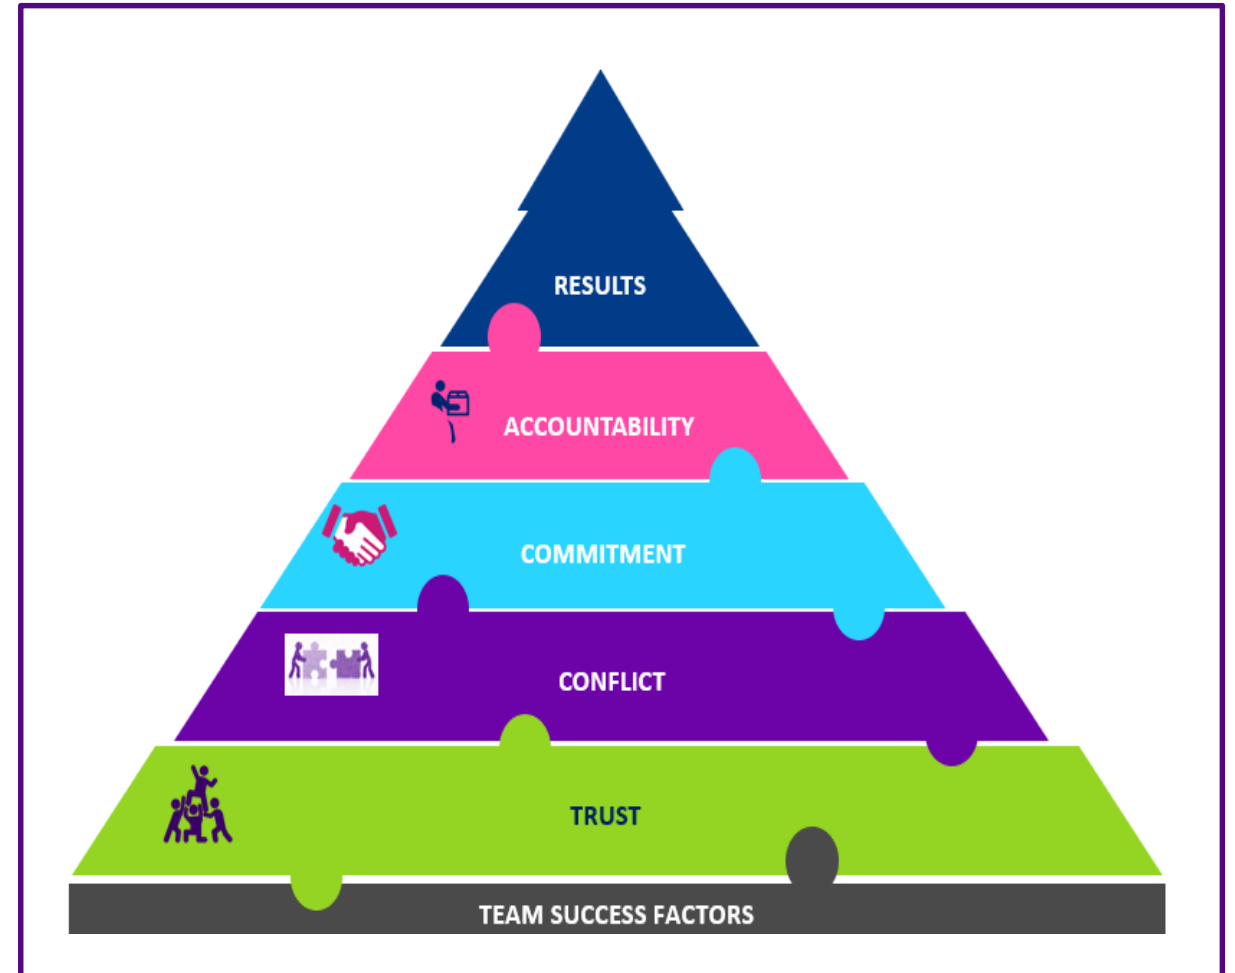 RESULTS
ACCOUNTABILITY
COMMITMENT
CONFLICT
TRUST
TEAM SUCCESS FACTORS